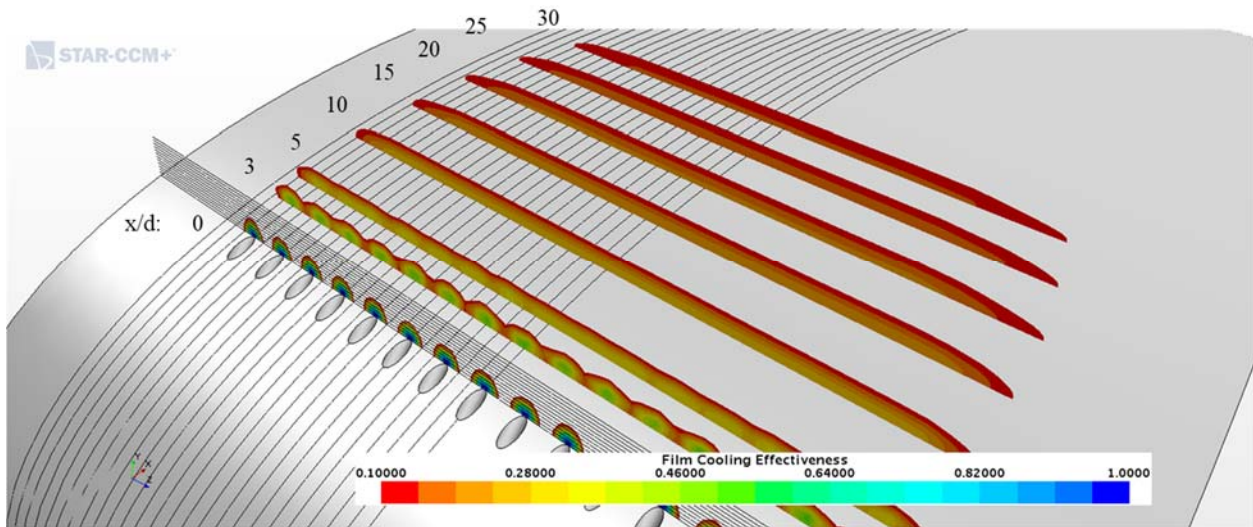 STAR-CCM+
x/d: 0 3 5 10 15 20 25 30
Y
X
Z
Film Cooling Effectiveness
0.10000 0.28000 0.46000 0.64000 0.82000 1.0000